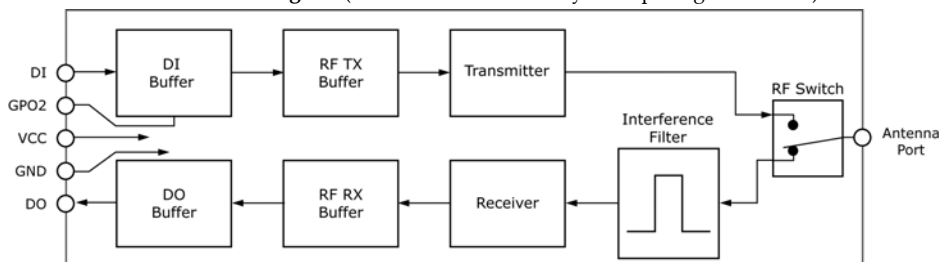 DI
Buffer
RF TX
Buffer
Transmitter
RF Switch
DI
GPO2
VCC
GND
DO
Interference
Filter
Antenna
Port
DO
Buffer
RF RX
Buffer
Receiver